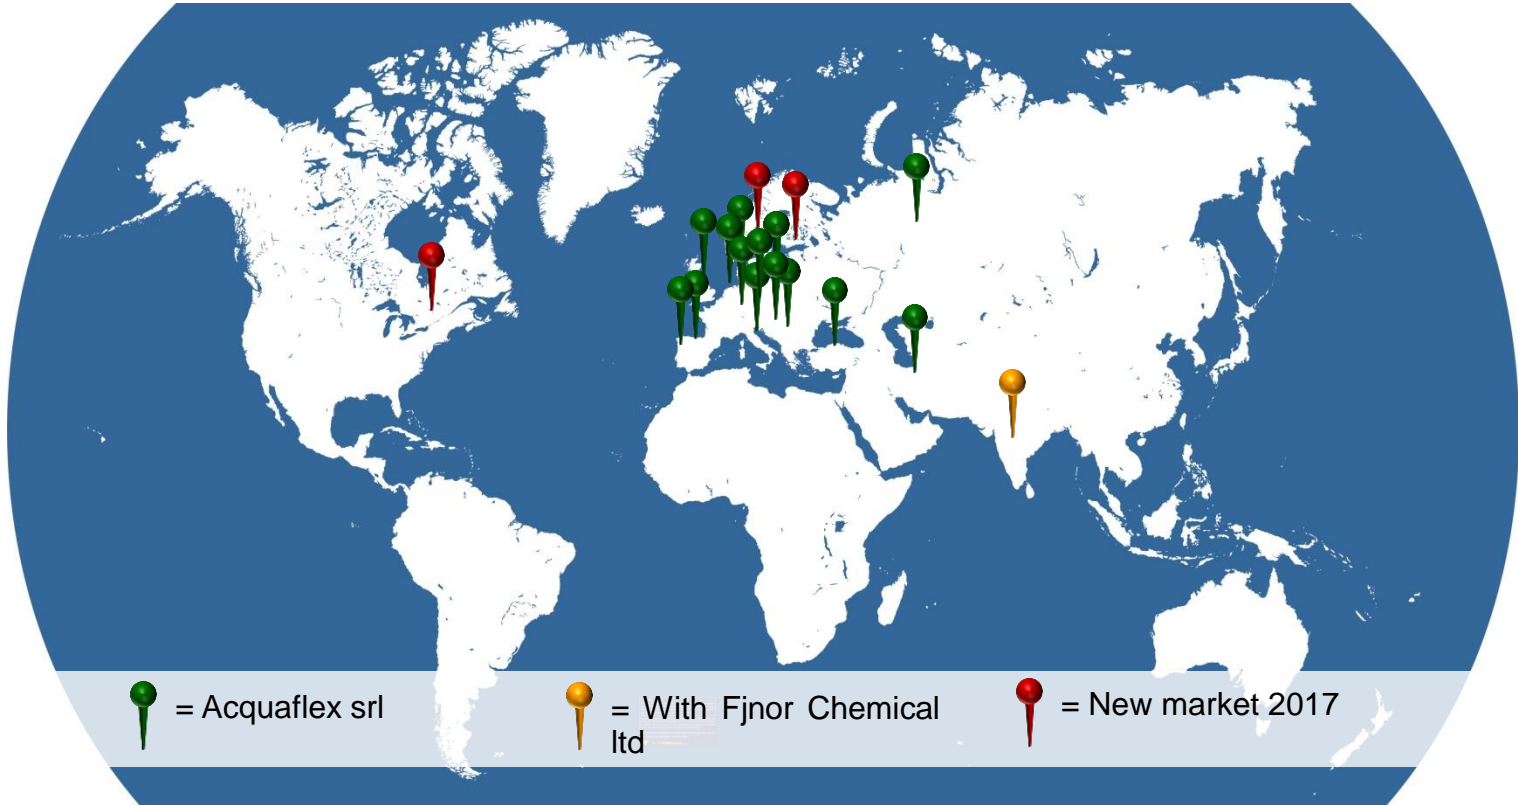 = Acquaflex srl
= With Fjnor Chemical
ltd
= New market 2017